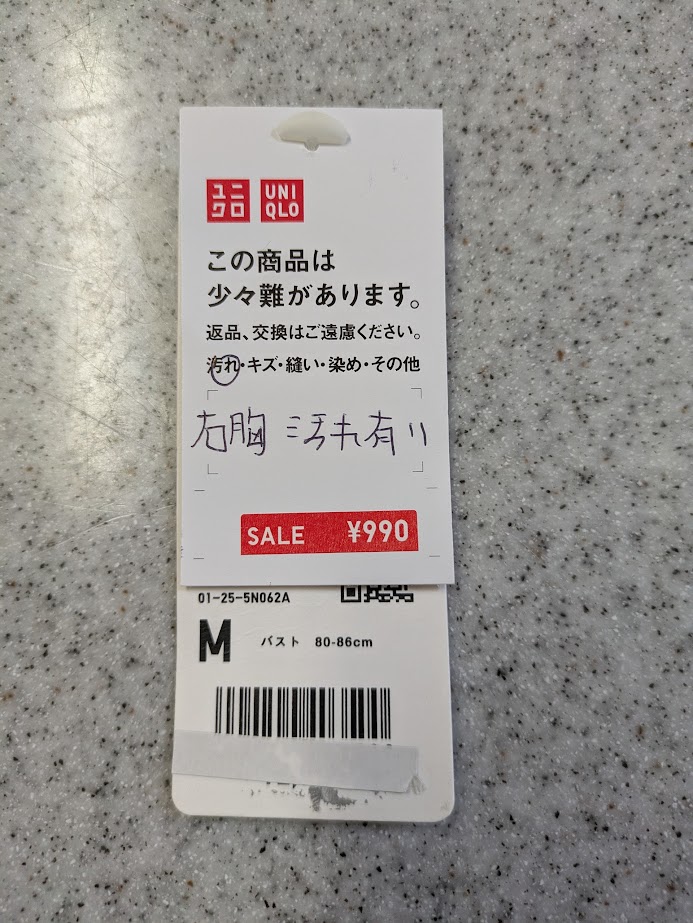 ユニクロ UNIQLO
この商品は
少々難があります。
返品、交換はご遠慮ください。
汚れ・キズ・縫い・染め・その他
右胸 汚れ有り
SALE ¥990
01-25-5N062A
M バスト 80-86cm